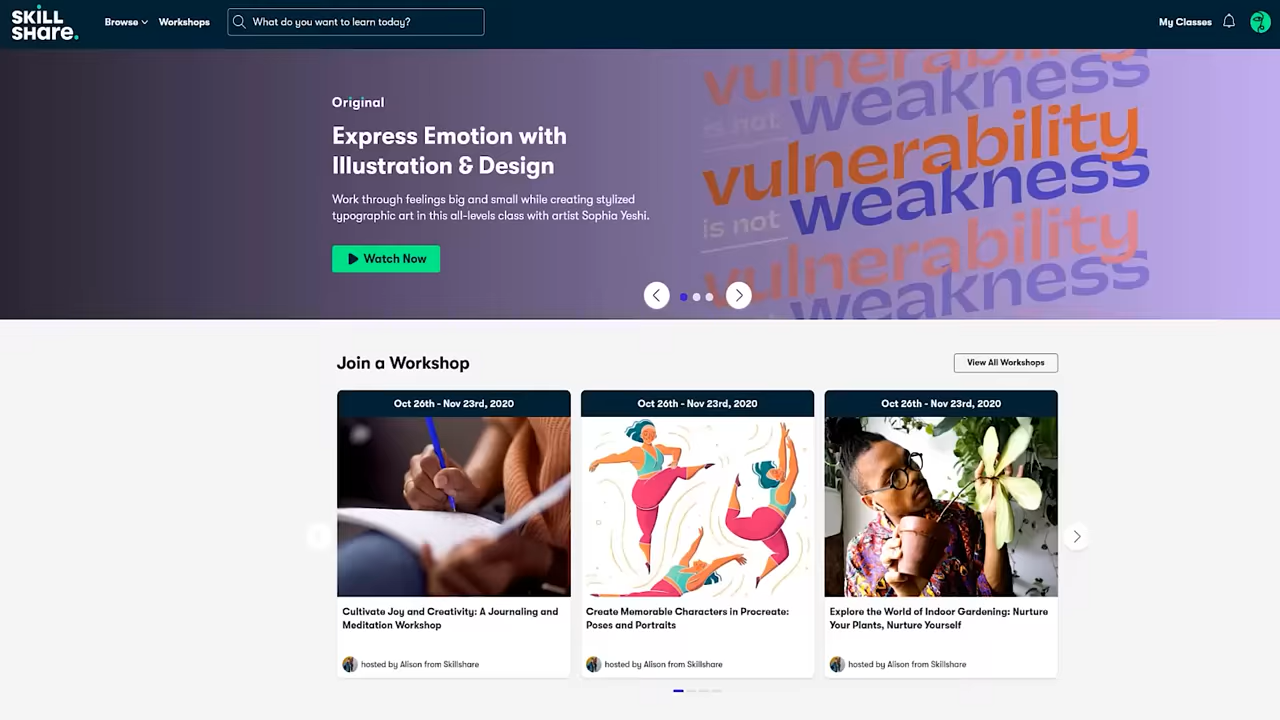 SKILL
SHARE.
Browse
Workshops
What do you want to learn today?
My Classes
Original
Express Emotion with
Illustration & Design
Work through feelings big and small while creating stylized
typographic art in this all-levels class with artist Sophia Yeshi.
Watch Now
vulnerability
is not weakness
vulnerability
is not weakness
vulnerability
weakness
Join a Workshop
View All Workshops
Oct 26th - Nov 23rd, 2020
Cultivate Joy and Creativity: A Journaling and
Meditation Workshop
hosted by Alison from Skillshare
Oct 26th - Nov 23rd, 2020
Create Memorable Characters in Procreate:
Poses and Portraits
hosted by Alison from Skillshare
Oct 26th - Nov 23rd, 2020
Explore the World of Indoor Gardening: Nurture
Your Plants, Nurture Yourself
hosted by Alison from Skillshare